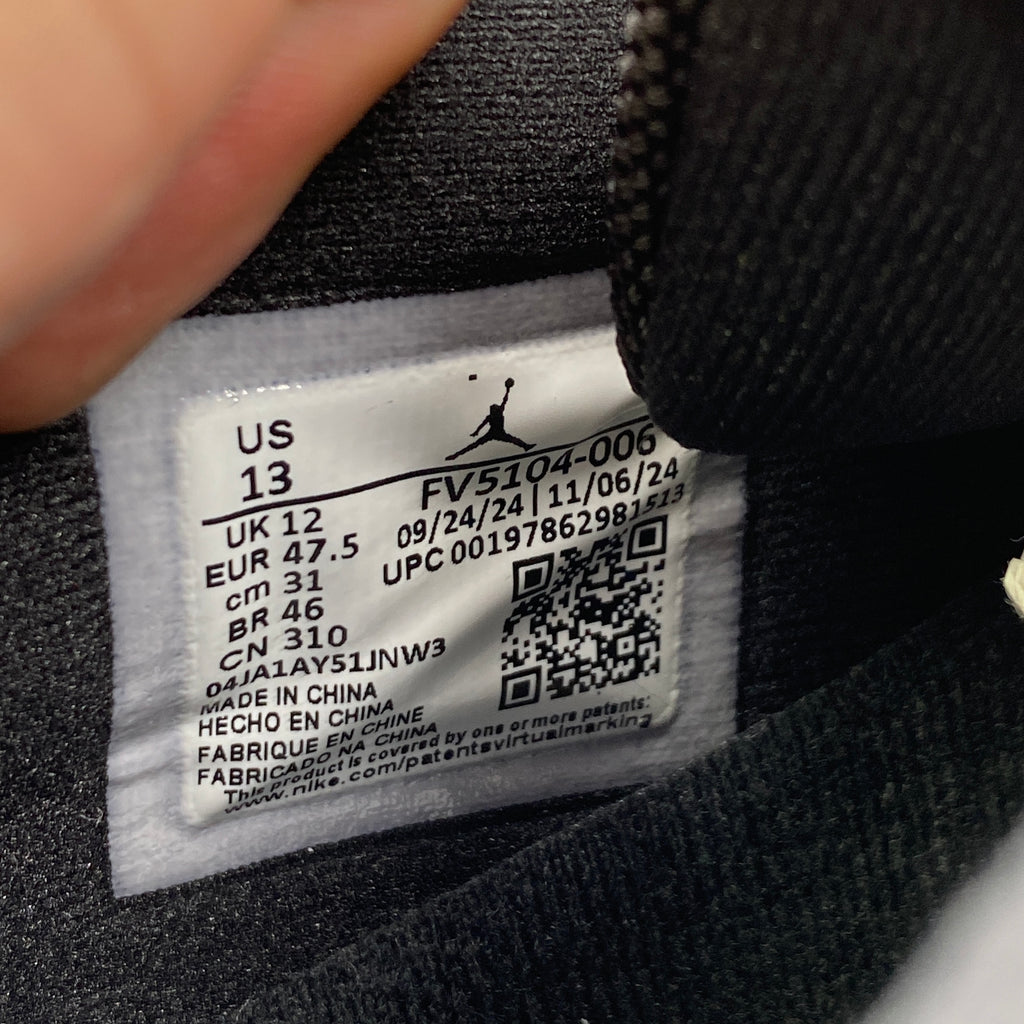 US
13
FV5104-006
09/24/24 | 11/06/24
UPC 00197862981513
UK 12
EUR 47.5
cm 31
BR 46
CN 310
04JA1AY51JNW3
MADE IN CHINA
HECHO EN CHINA
FABRIQUE EN CHINE
FABRICADO NA CHINA
This product is covered by one or more patents:
www.nike.com/patentsvirtualmarking